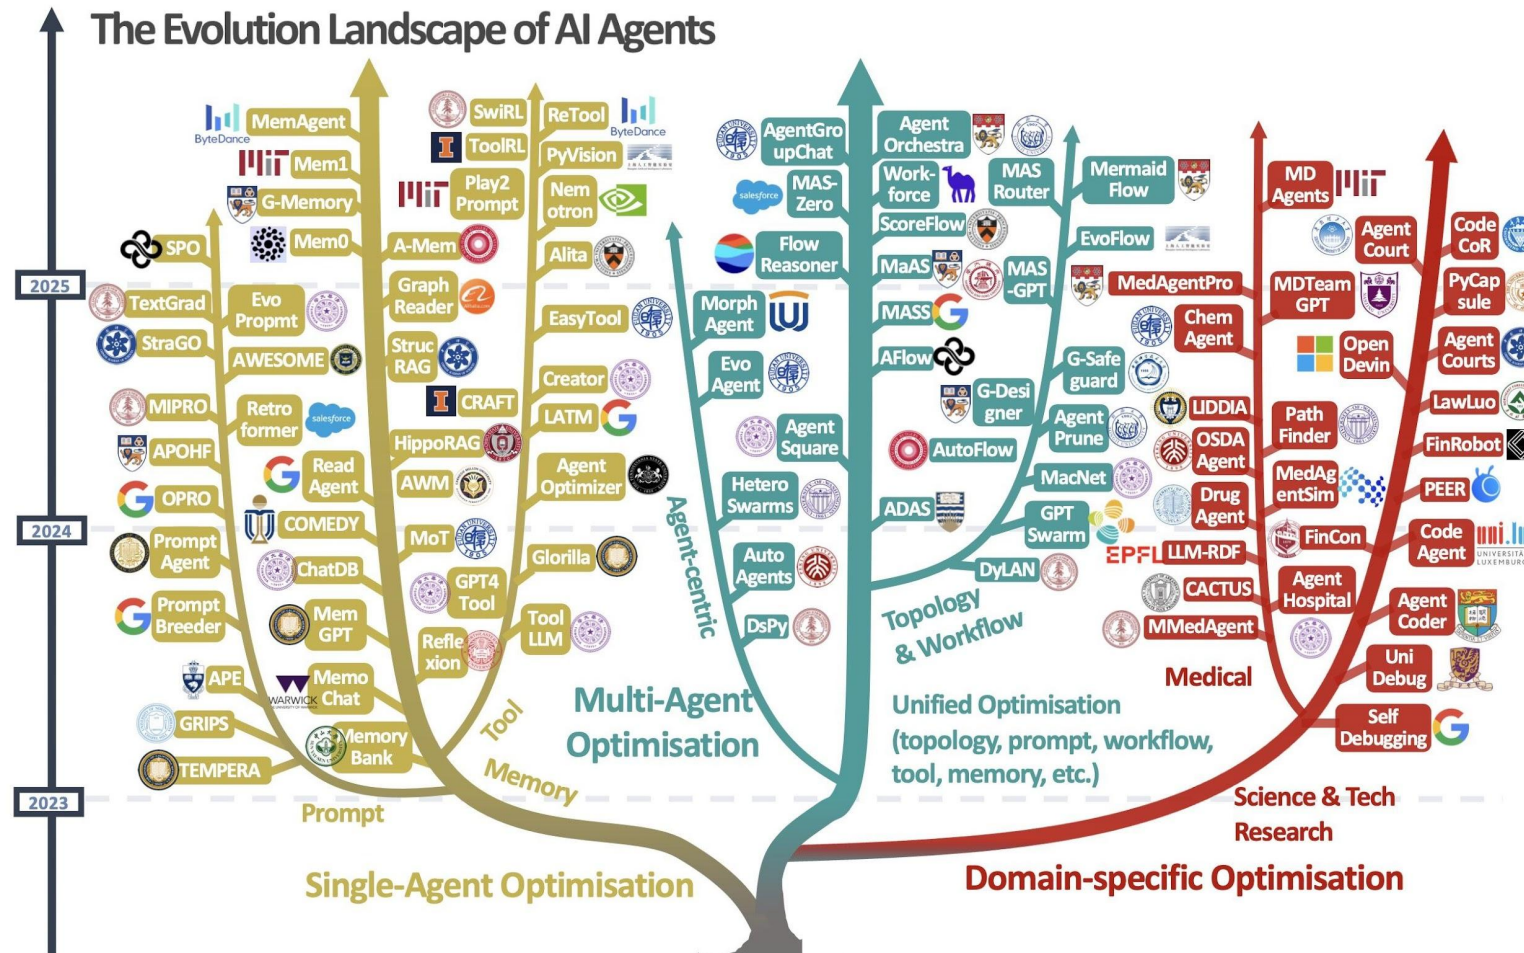 The Evolution Landscape of AI Agents
2025
2024
2023
ByteDance
MemAgent
Mem1
G-Memory
Mem0
SPO
TextGrad
Evo
Propmt
StraGO
AWESOME
MIPRO
Retro
former
salesforce
APOHF
OPRO
Read
Agent
COMEDY
Prompt
Agent
ChatDB
Prompt
Breeder
Mem
GPT
APE
WARWICK
Memo
Chat
GRIPS
Memory
Bank
TEMPERA
Prompt
SwiRL
ToolRL
Play2
Prompt
A-Mem
Graph
Reader
Struc
RAG
CRAFT
HippoRAG
AWM
MoT
GPT4
Tool
Refle
xion
ReTool
ByteDance
PyVision
Nem
otron
Alita
EasyTool
Creator
LATM
Agent
Optimizer
Glorilla
Tool
LLM
Tool
Memory
Single-Agent Optimisation
Morph
Agent
Evo
Agent
Agent
Square
Hetero
Swarms
Auto
Agents
DsPy
Agent-centric
AgentGro
upChat
salesforce
MAS-
Zero
Flow
Reasoner
Agent
Orchestra
Work-
force
ScoreFlow
MaAS
MASS
AFlow
AutoFlow
ADAS
MAS
Router
MAS
-GPT
G-Desi
gner
Mermaid
Flow
EvoFlow
G-Safe
guard
Agent
Prune
MacNet
GPT
Swarm
DyLAN
Topology
& Workflow
Multi-Agent
Optimisation
Unified Optimisation
(topology, prompt, workflow,
tool, memory, etc.)
MD
Agents
MIT
MedAgentPro
Chem
Agent
LIDDIA
OSDA
Agent
Drug
Agent
EPFL
LLM-RDF
CACTUS
MMedAgent
MDTeam
GPT
Path
Finder
MedAg
entSim
FinCon
Agent
Hospital
Medical
Agent
Court
Open
Devin
Code
CoR
PyCap
sule
Agent
Courts
LawLuo
FinRobot
PEER
Code
Agent
uni.lu
UNIVERSITÉ
LUXEMBOURG
Agent
Coder
Uni
Debug
Self
Debugging
Science & Tech
Research
Domain-specific Optimisation